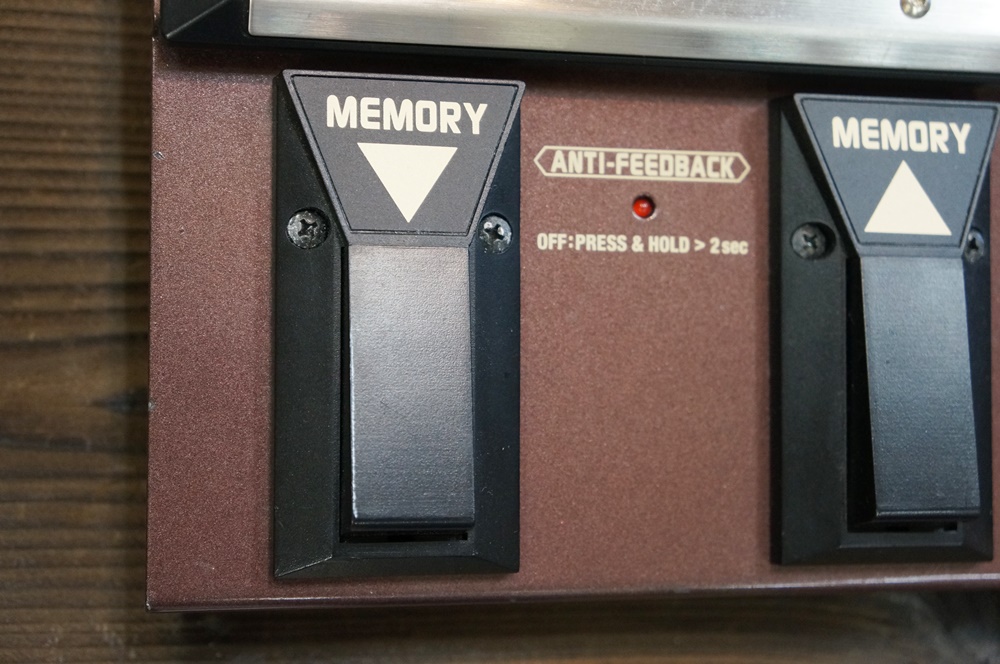 MEMORY
MEMORY
ANTI-FEEDBACK
OFF:PRESS & HOLD > 2sec